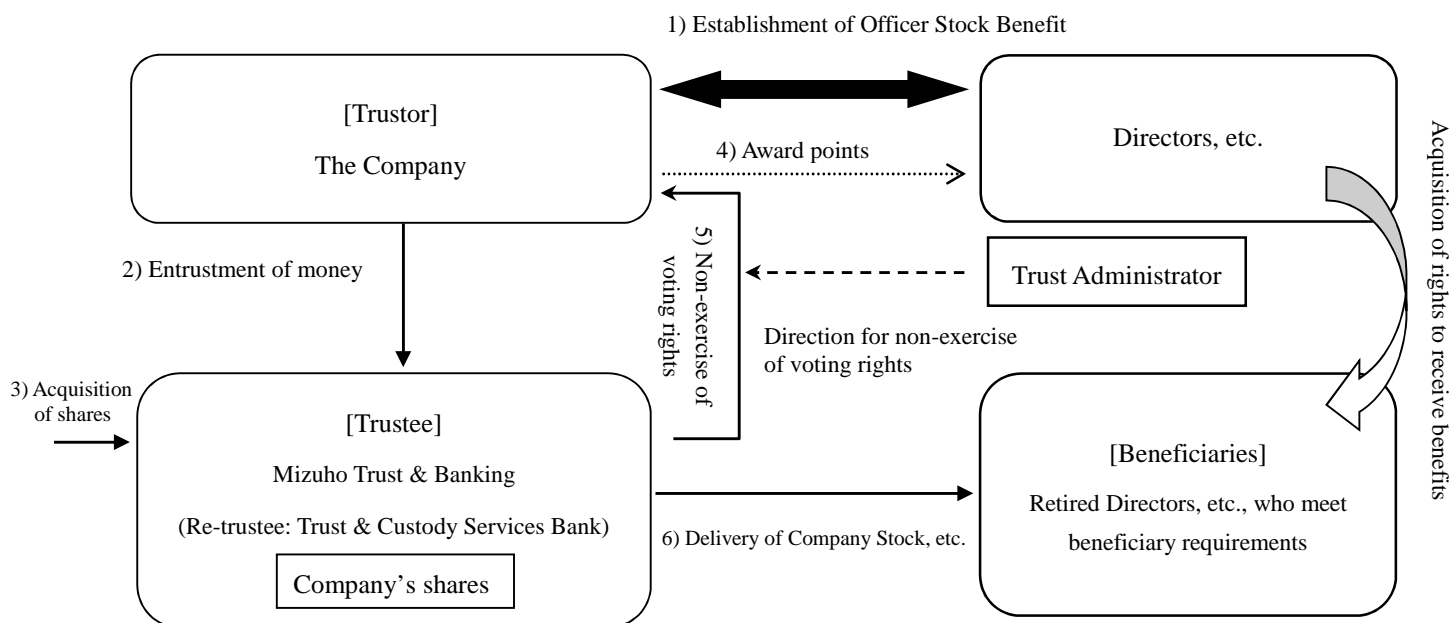 1) Establishment of Officer Stock Benefit
[Trustor]
The Company
Directors, etc.
4) Award points
Acquisition of rights to receive benefits
2) Entrustment of money
5) Non-exercise of
voting rights
Trust Administrator
Direction for non-exercise
of voting rights
3) Acquisition
of shares
[Trustee]
Mizuho Trust & Banking
(Re-trustee: Trust & Custody Services Bank)
Company’s shares
6) Delivery of Company Stock, etc.
[Beneficiaries]
Retired Directors, etc., who meet
beneficiary requirements